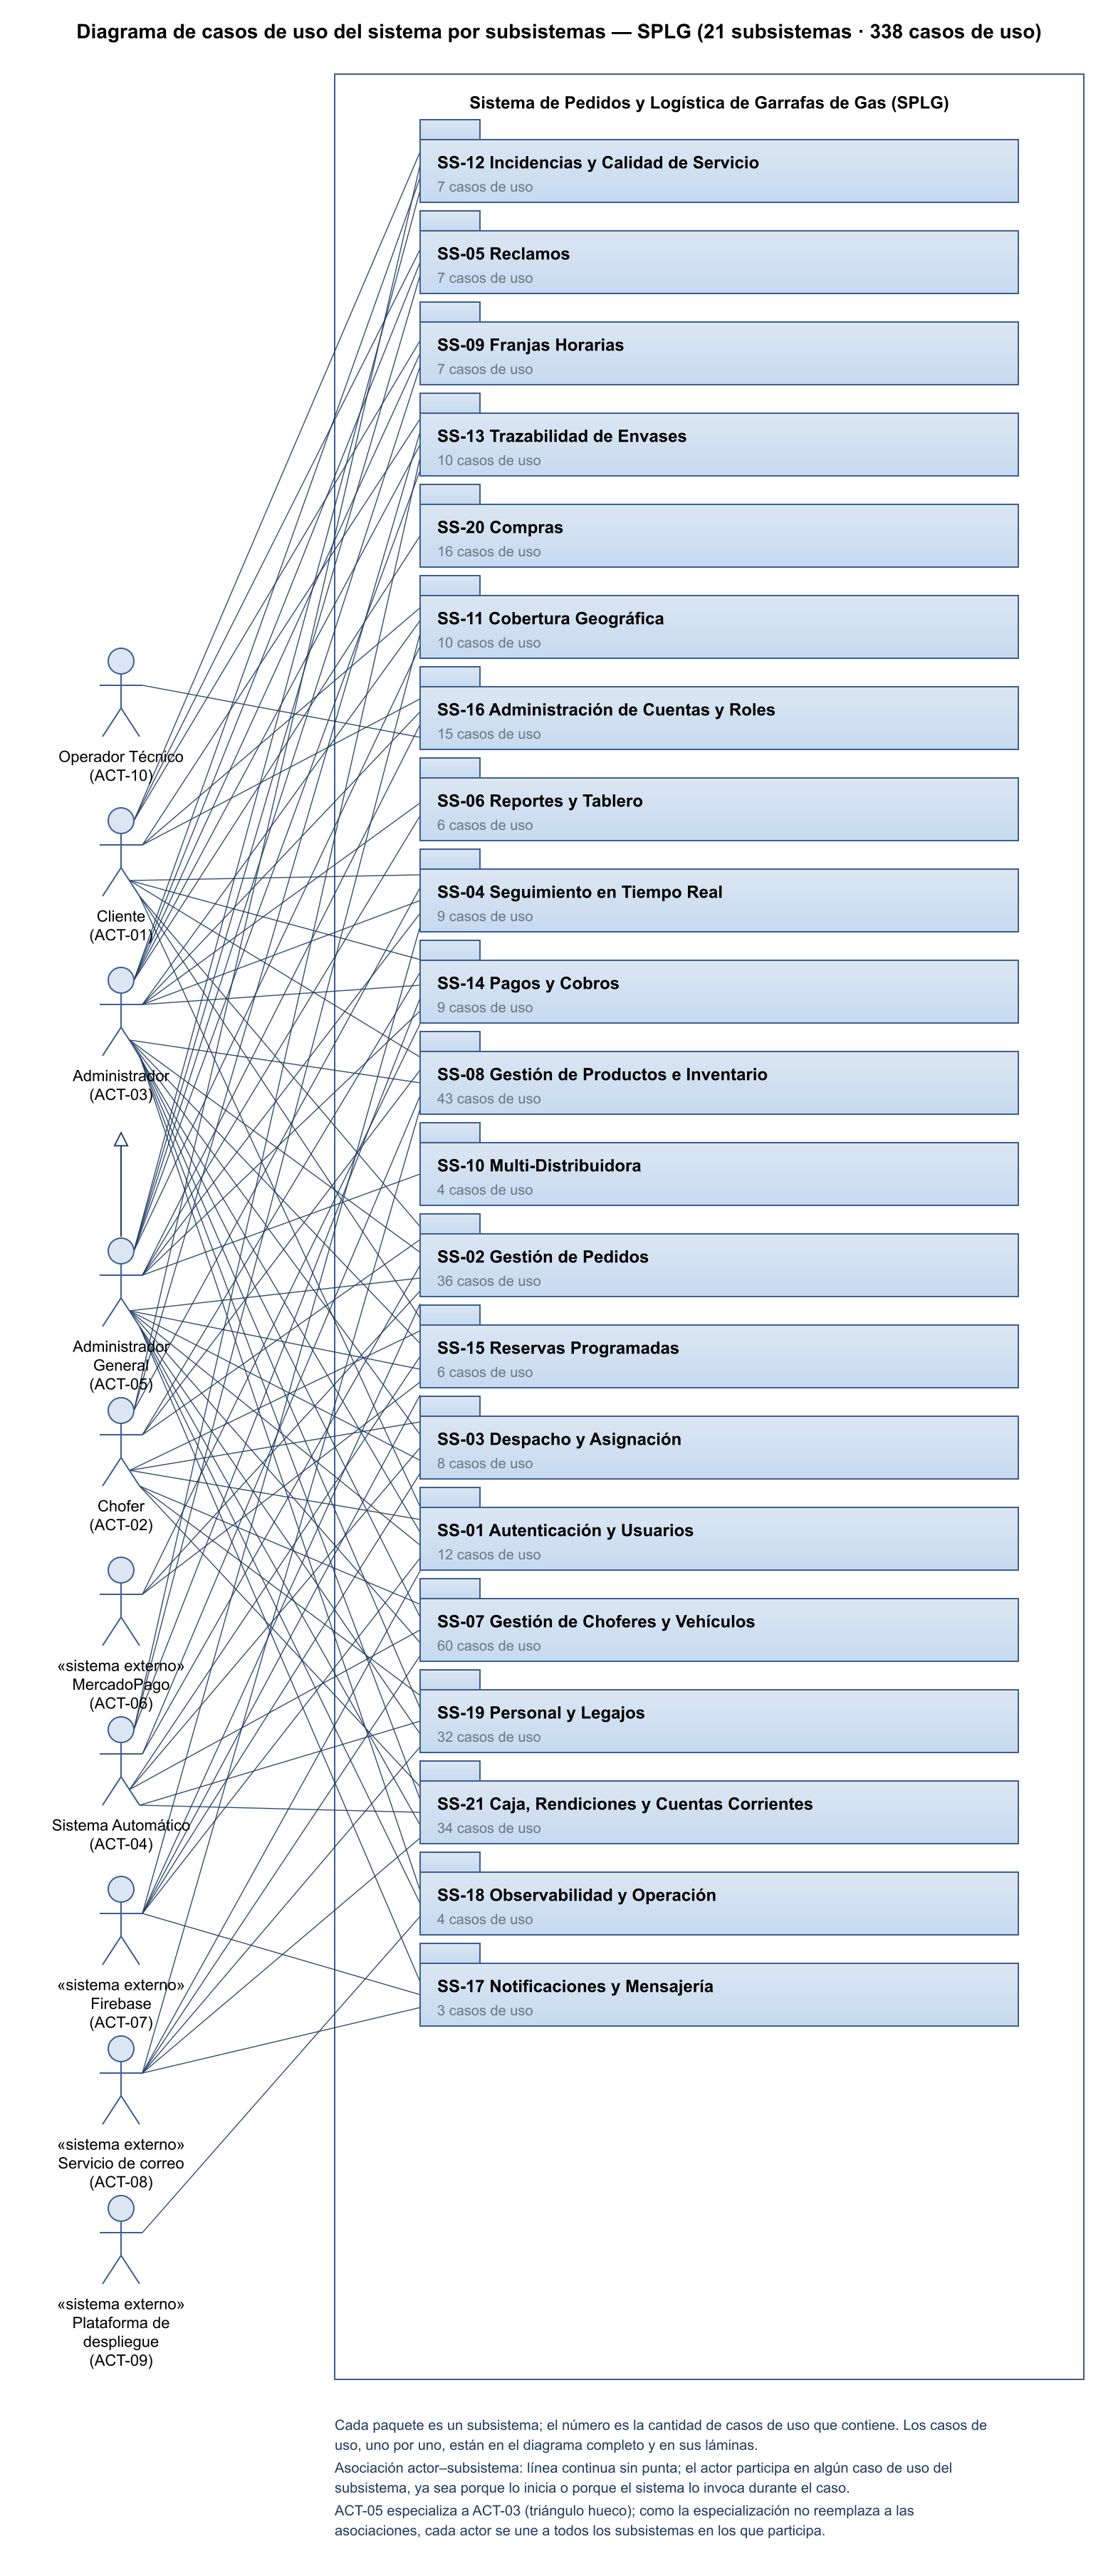 Diagrama de casos de uso del sistema por subsistemas — SPLG (21 subsistemas · 338 casos de uso)
Sistema de Pedidos y Logística de Garrafas de Gas (SPLG)
SS-12 Incidencias y Calidad de Servicio
7 casos de uso
SS-05 Reclamos
7 casos de uso
SS-09 Franjas Horarias
7 casos de uso
SS-13 Trazabilidad de Envases
10 casos de uso
SS-20 Compras
16 casos de uso
SS-11 Cobertura Geográfica
10 casos de uso
SS-16 Administración de Cuentas y Roles
15 casos de uso
SS-06 Reportes y Tablero
6 casos de uso
SS-04 Seguimiento en Tiempo Real
9 casos de uso
SS-14 Pagos y Cobros
9 casos de uso
SS-08 Gestión de Productos e Inventario
43 casos de uso
SS-10 Multi-Distribuidora
4 casos de uso
SS-02 Gestión de Pedidos
36 casos de uso
SS-15 Reservas Programadas
6 casos de uso
SS-03 Despacho y Asignación
8 casos de uso
SS-01 Autenticación y Usuarios
12 casos de uso
SS-07 Gestión de Choferes y Vehículos
60 casos de uso
SS-19 Personal y Legajos
32 casos de uso
SS-21 Caja, Rendiciones y Cuentas Corrientes
34 casos de uso
SS-18 Observabilidad y Operación
4 casos de uso
SS-17 Notificaciones y Mensajería
3 casos de uso
Operador Técnico
(ACT-10)
Cliente
(ACT-01)
Administrador
(ACT-03)
Administrador
General
(ACT-05)
Chofer
(ACT-02)
«sistema externo»
MercadoPago
(ACT-06)
Sistema Automático
(ACT-04)
«sistema externo»
Firebase
(ACT-07)
«sistema externo»
Servicio de correo
(ACT-08)
«sistema externo»
Plataforma de
despliegue
(ACT-09)
Cada paquete es un subsistema; el número es la cantidad de casos de uso que contiene. Los casos de
uso, uno por uno, están en el diagrama completo y en sus láminas.
Asociación actor–subsistema: línea continua sin punta; el actor participa en algún caso de uso del
subsistema, ya sea porque lo inicia o porque el sistema lo invoca durante el caso.
ACT-05 especializa a ACT-03 (triángulo hueco); como la especialización no reemplaza a las
asociaciones, cada actor se une a todos los subsistemas en los que participa.